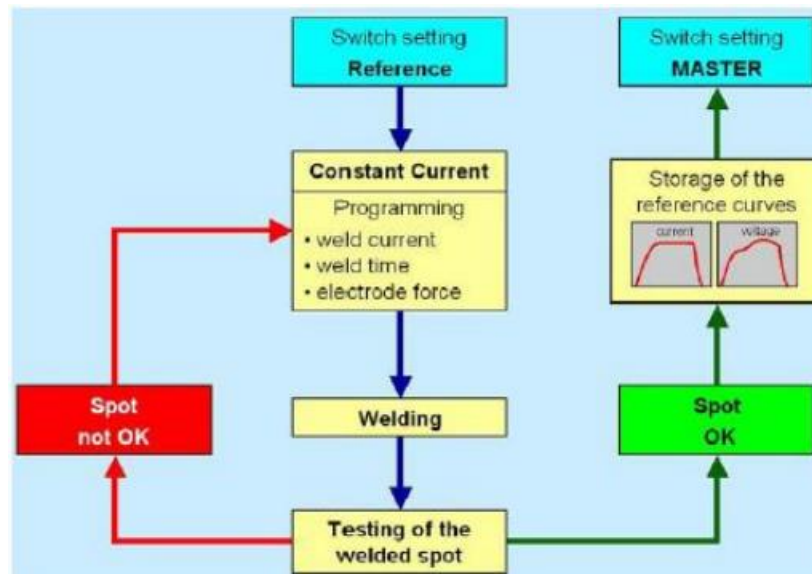 Switch setting
Reference
Switch setting
MASTER
Constant Current
Programming
• weld current
• weld time
• electrode force
Storage of the
reference curves
current
voltage
Spot
not OK
Welding
Spot
OK
Testing of the
welded spot